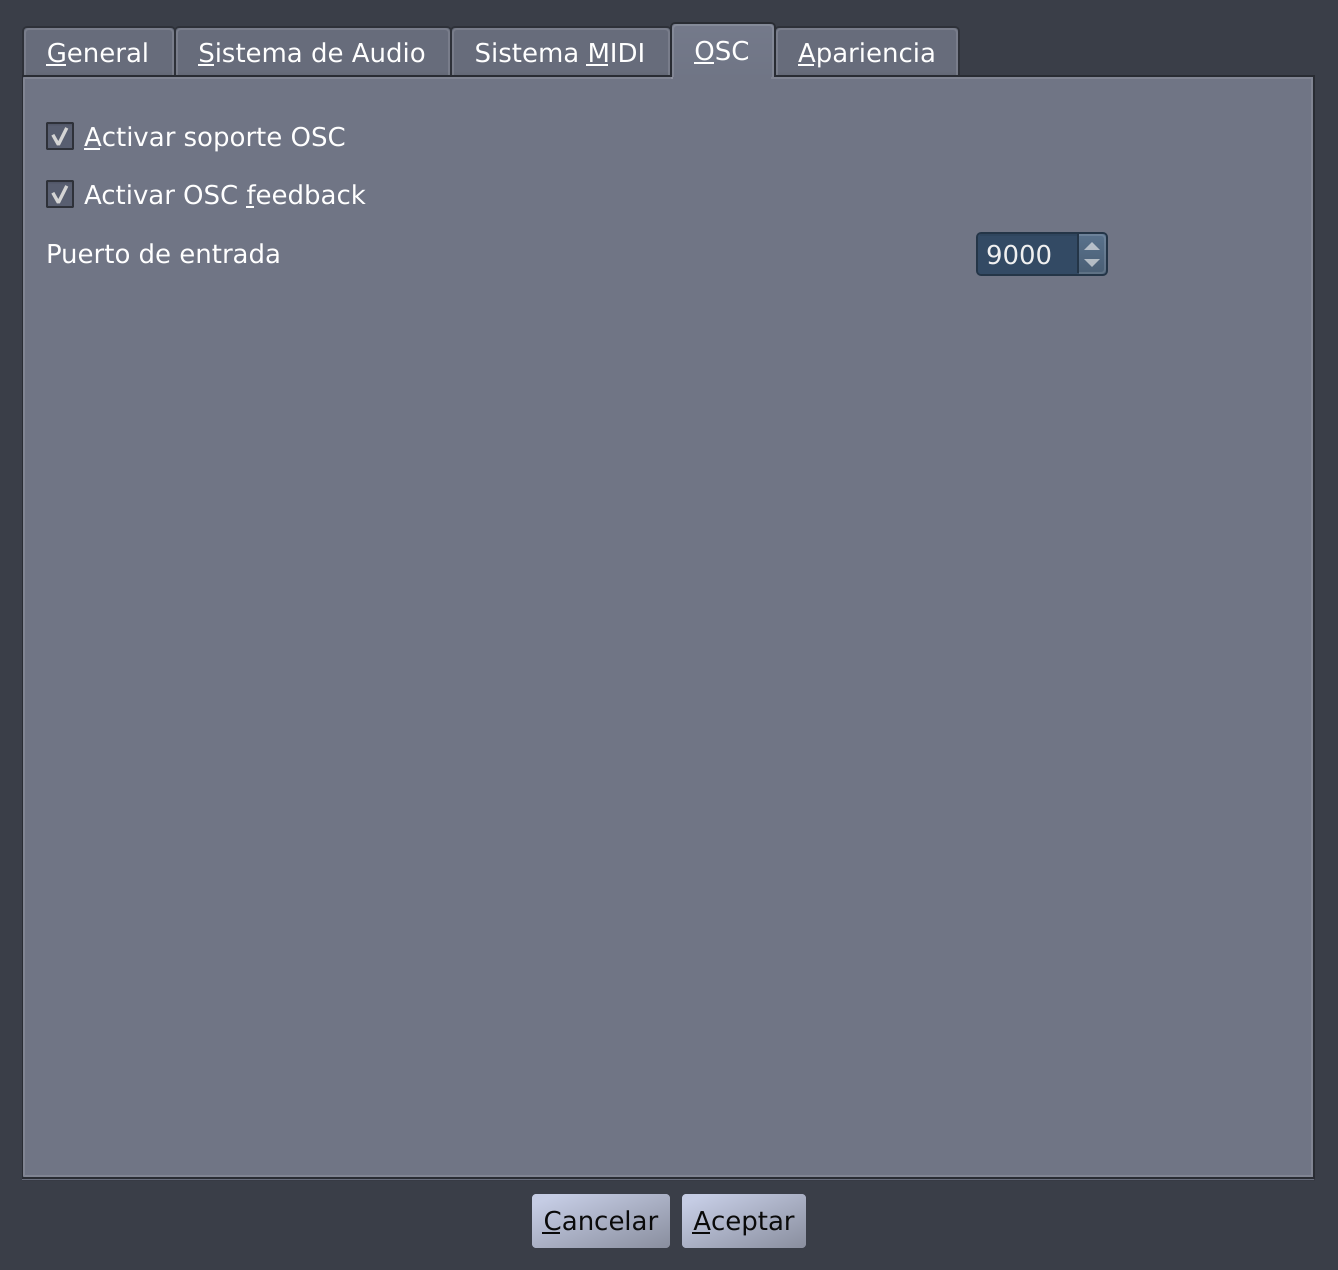 General Sistema de Audio Sistema MIDI OSC Apariencia
Activar soporte OSC
Activar OSC feedback
Puerto de entrada 9000
Cancelar Aceptar